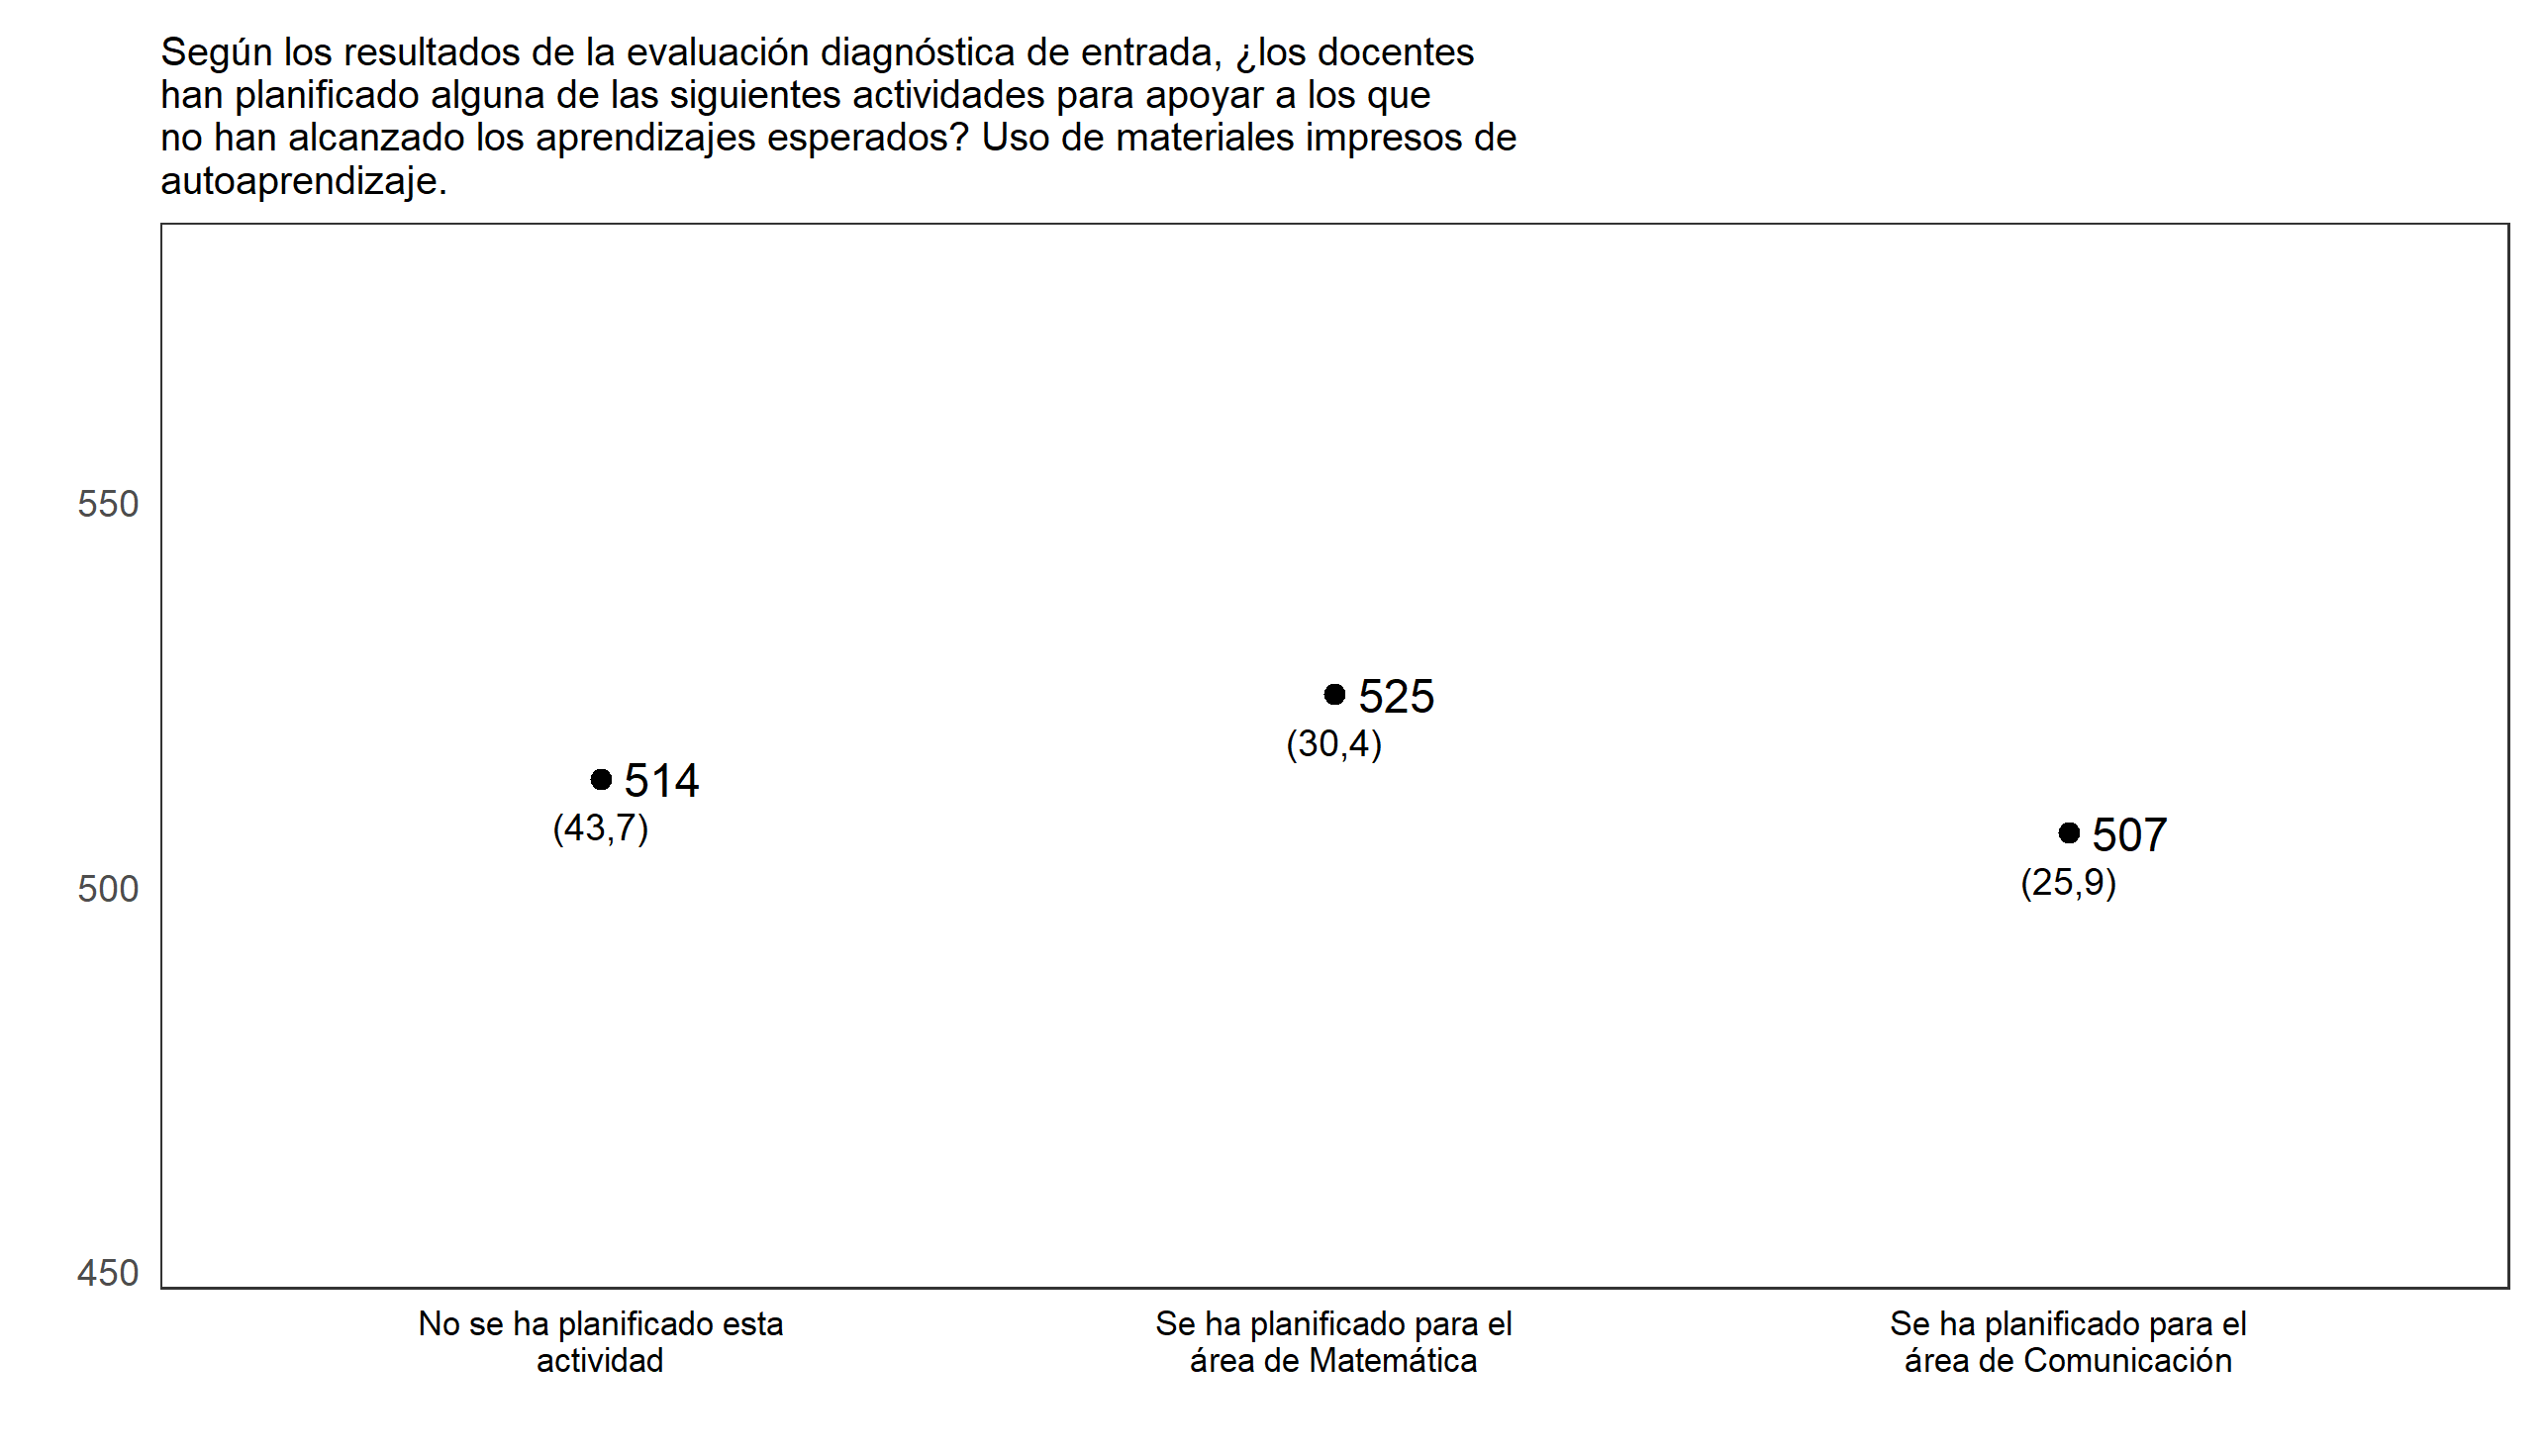 Según los resultados de la evaluación diagnóstica de entrada, ¿los docentes
han planificado alguna de las siguientes actividades para apoyar a los que
no han alcanzado los aprendizajes esperados? Uso de materiales impresos de
autoaprendizaje.
550
500
450
514
(43,7)
525
(30,4)
507
(25,9)
No se ha planificado esta
actividad
Se ha planificado para el
área de Matemática
Se ha planificado para el
área de Comunicación